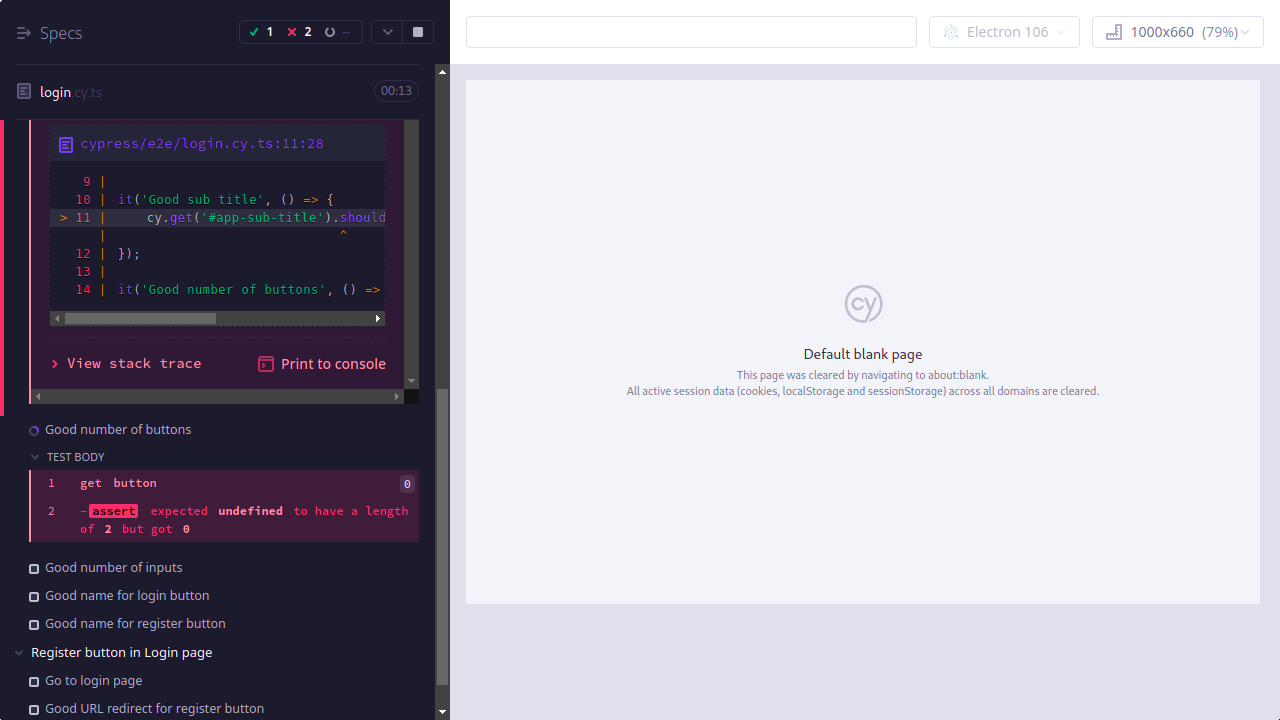 Specs
1 2 --
Electron 106
1000x660 (79%)
login.cy.ts
00:13
cypress/e2e/login.cy.ts:11:28
9 |
10 | it('Good sub title', () => {
> 11 | cy.get('#app-sub-title').should
| ^
12 | });
13 |
14 | it('Good number of buttons', () =>
View stack trace
Print to console
Good number of buttons
TEST BODY
1 get button 0
2 -assert expected undefined to have a length
of 2 but got 0
Good number of inputs
Good name for login button
Good name for register button
Register button in Login page
Go to login page
Good URL redirect for register button
cy
Default blank page
This page was cleared by navigating to about:blank.
All active session data (cookies, localStorage and sessionStorage) across all domains are cleared.